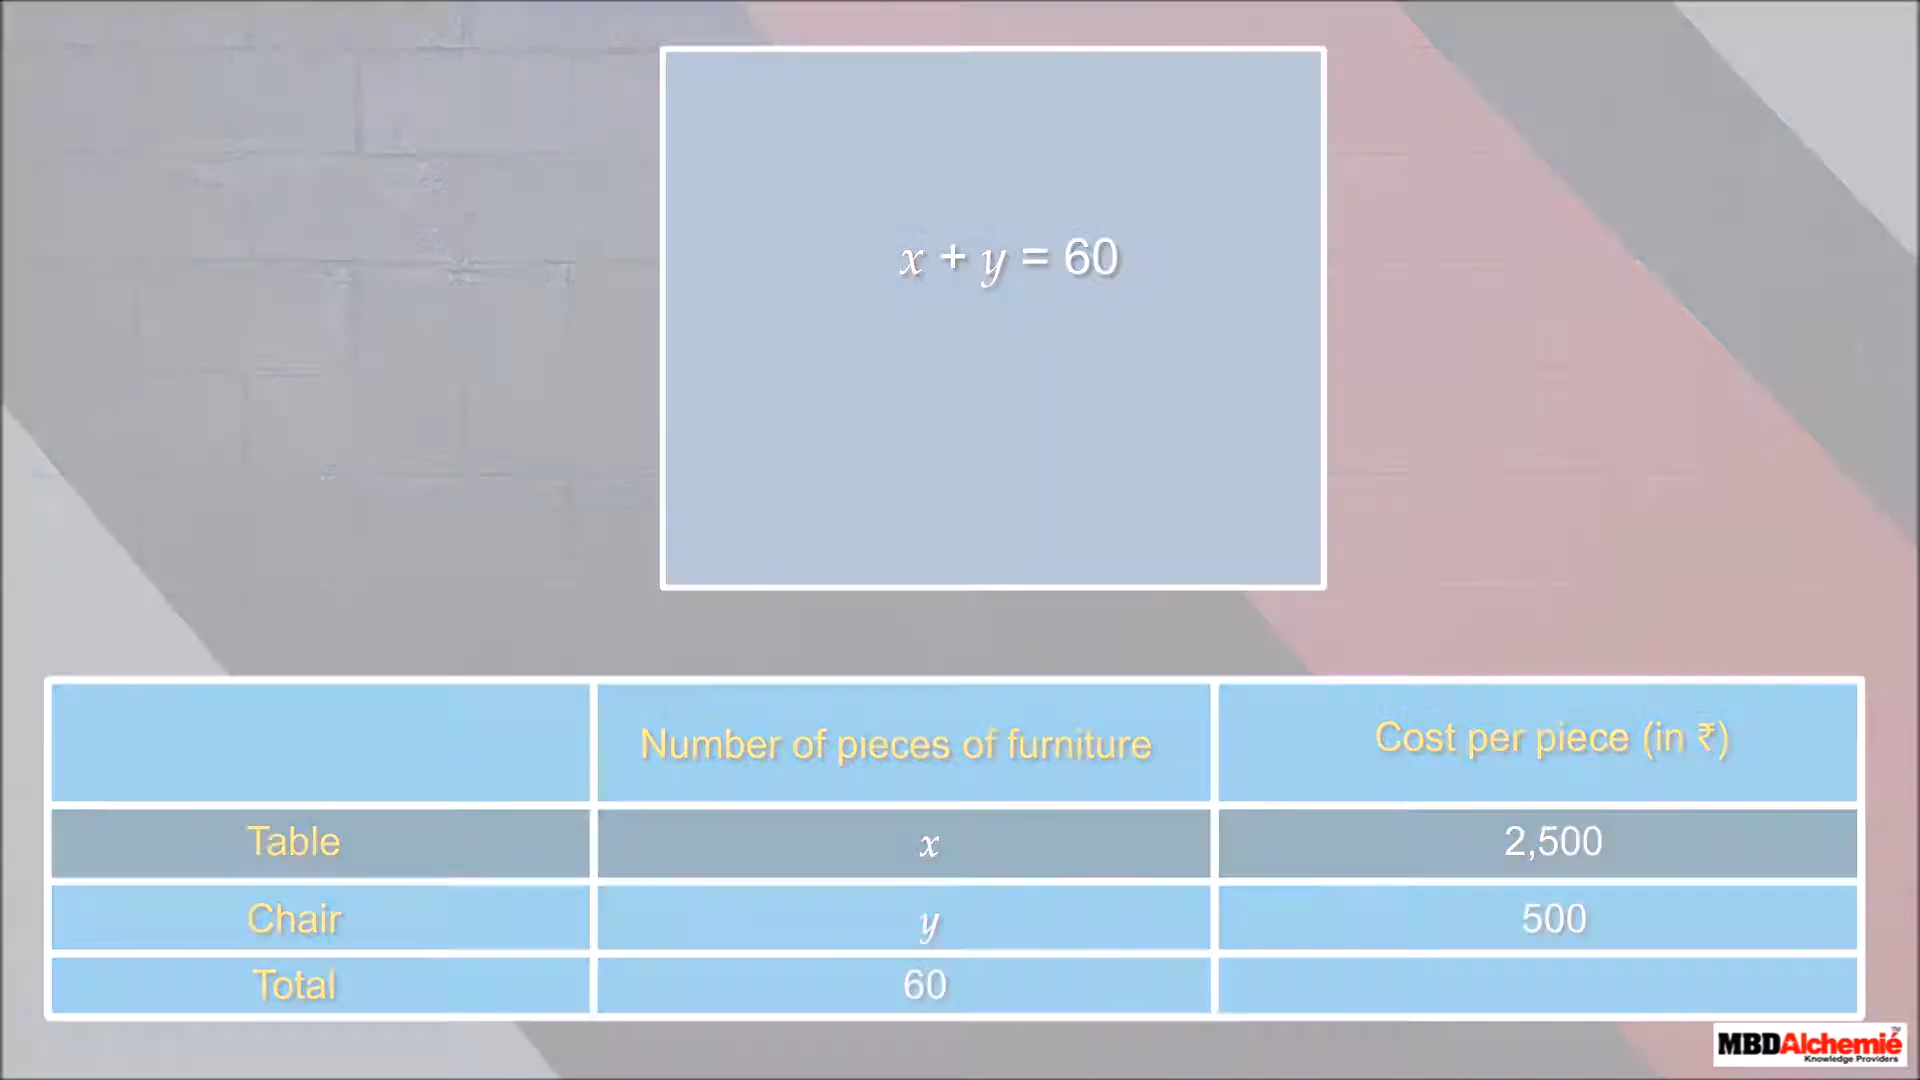 x + y = 60
Number of pieces of furniture
Cost per piece (in ₹)
Table x 2,500
Chair y 500
Total 60
MBDAlchemié™
Knowledge Providers